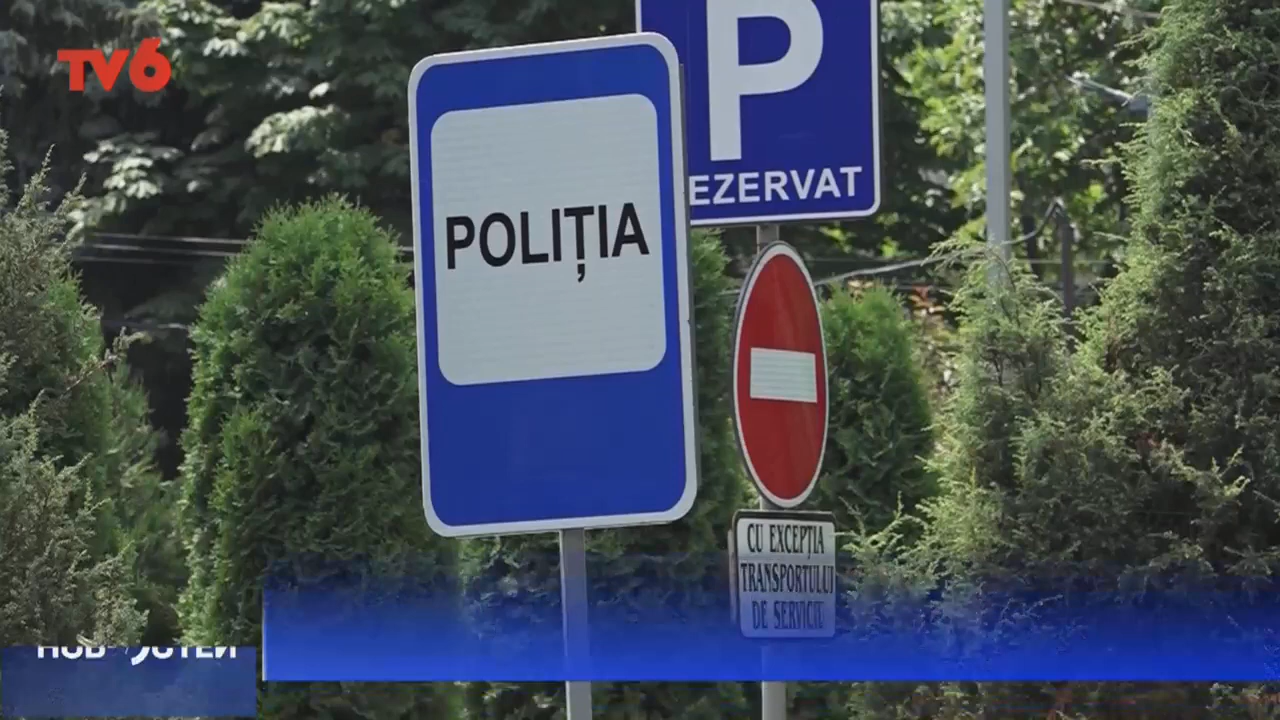 TV6
P
EZERVAT
POLIȚIA
CU EXCEPȚIA
TRANSPORTULUI
DE SERVICIU